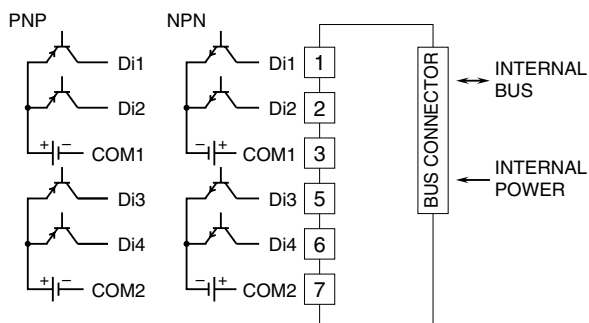 PNP NPN
Di1 Di1 1
Di2 Di2 2
+ − COM1 − + COM1 3
Di3 Di3 5
Di4 Di4 6
+ − COM2 − + COM2 7
BUS CONNECTOR
INTERNAL
BUS
INTERNAL
POWER